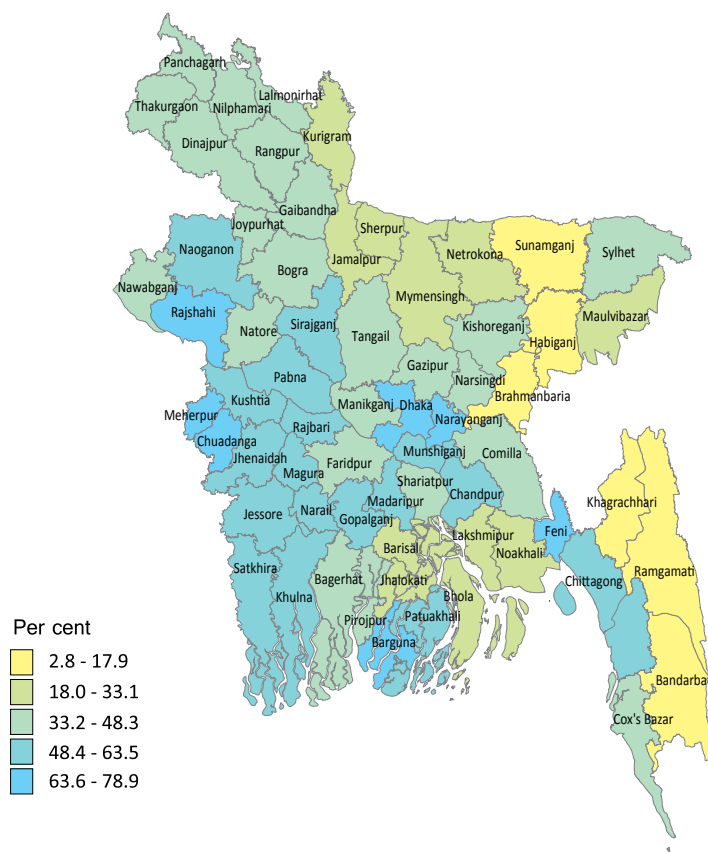 Panchagarh
Lalmonirhat
Thakurgaon
Nilphamari
Kurigram
Dinajpur
Rangpur
Gaibandha
Joypurhat
Sherpur
Naoganon
Sunamganj
Sylhet
Netrokona
Jamalpur
Bogra
Nawabganj
Mymensingh
Rajshahi
Maulvibazar
Sirajganj
Kishoreganj
Natore
Tangail
Habiganj
Gazipur
Pabna
Narsingdi
Brahmanbaria
Kushtia
Manikganj
Dhaka
Meherpur
Narayanganj
Rajbari
Chuadanga
Munshiganj
Comilla
Jhenaidah
Faridpur
Magura
Shariatpur
Chandpur
Madaripur
Khagrachhari
Narail
Jessore
Gopalganj
Lakshmipur
Feni
Barisal
Noakhali
Satkhira
Ramgamati
Bagerhat
Jhalokati
Chittagong
Khulna
Bhola
Patuakhali
Pirojpur
Barguna
Bandarba
Cox's Bazar
Per cent
2.8 - 17.9
18.0 - 33.1
33.2 - 48.3
48.4 - 63.5
63.6 - 78.9